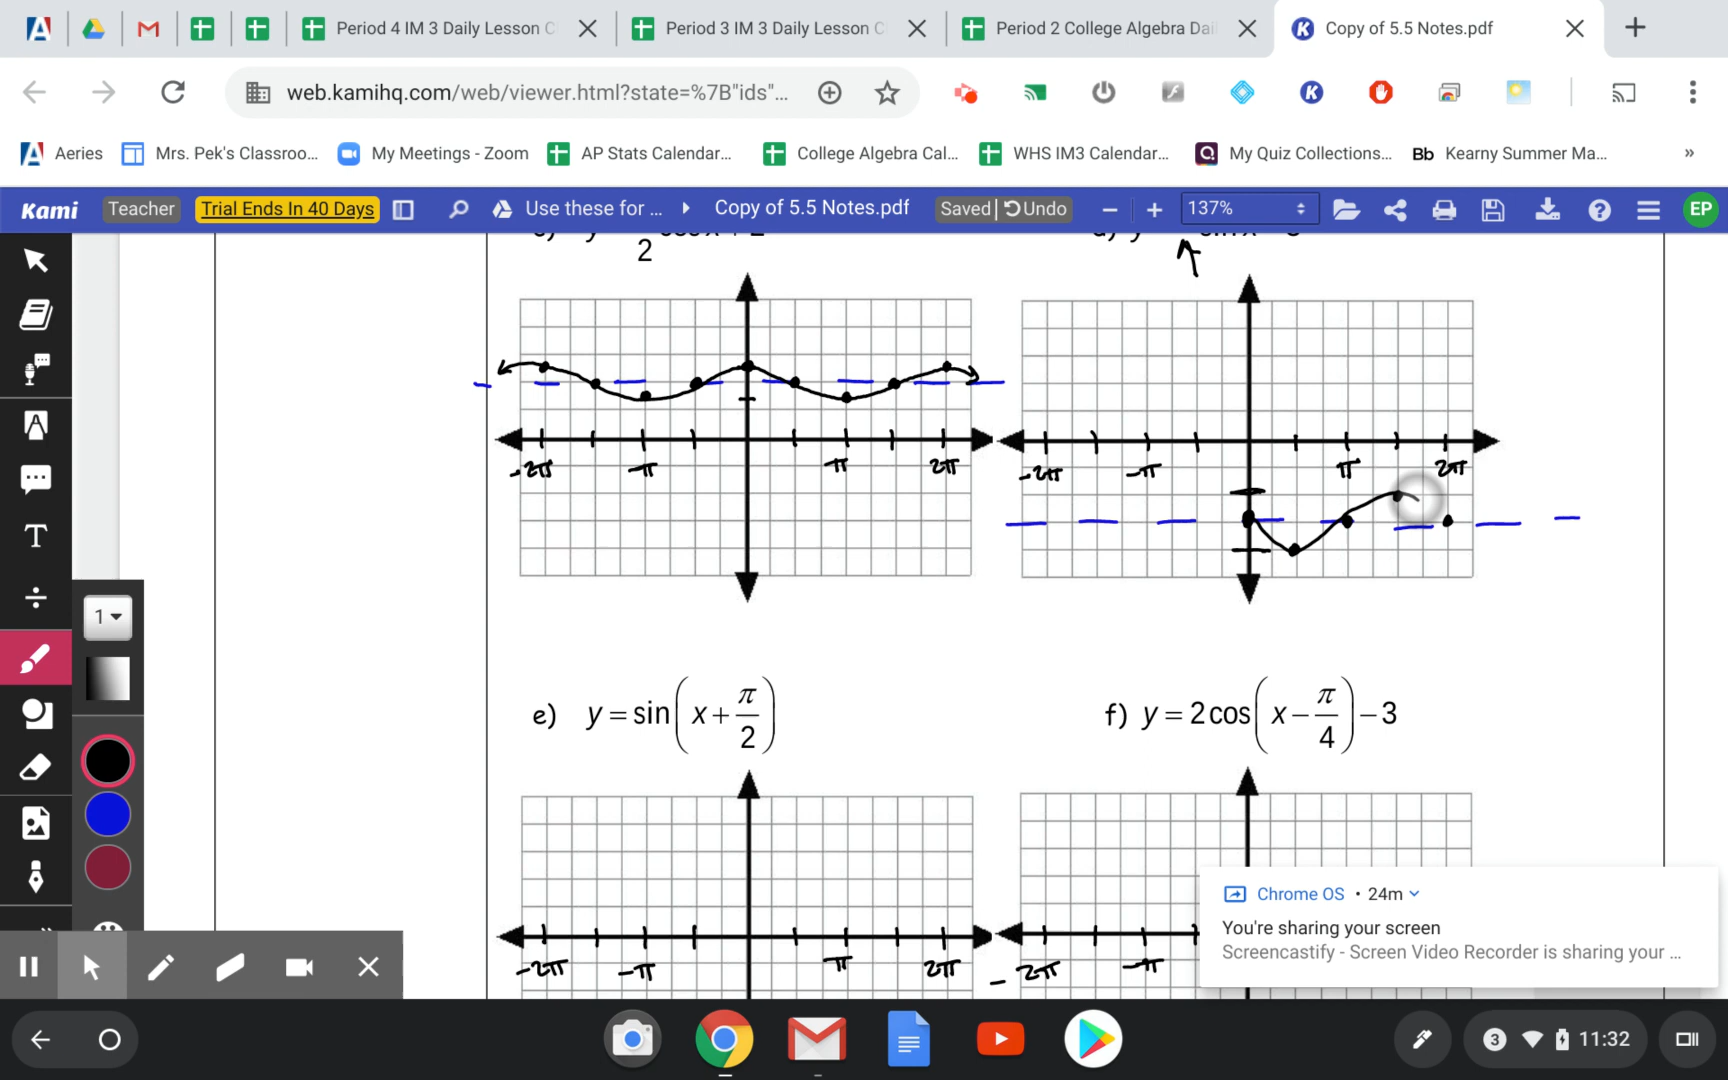 Period 4 IM 3 Daily Lesson C
Period 3 IM 3 Daily Lesson C
Period 2 College Algebra Dai
Copy of 5.5 Notes.pdf
web.kamihq.com/web/viewer.html?state=%7B"ids"...
Aeries
Mrs. Pek's Classroo...
My Meetings - Zoom
AP Stats Calendar...
College Algebra Cal...
WHS IM3 Calendar...
My Quiz Collections...
Bb Kearny Summer Ma...
»
Kami
Teacher
Trial Ends In 40 Days
Use these for ...
Copy of 5.5 Notes.pdf
Saved | Undo
137%
EP
2
-2π -π π 2π
-2π -π π 2π
1
e) y = sin(x + π/2)
f) y = 2cos(x − π/4) − 3
-2π -π π 2π
-2π -π
Chrome OS • 24m
You're sharing your screen
Screencastify - Screen Video Recorder is sharing your ...
3
11:32